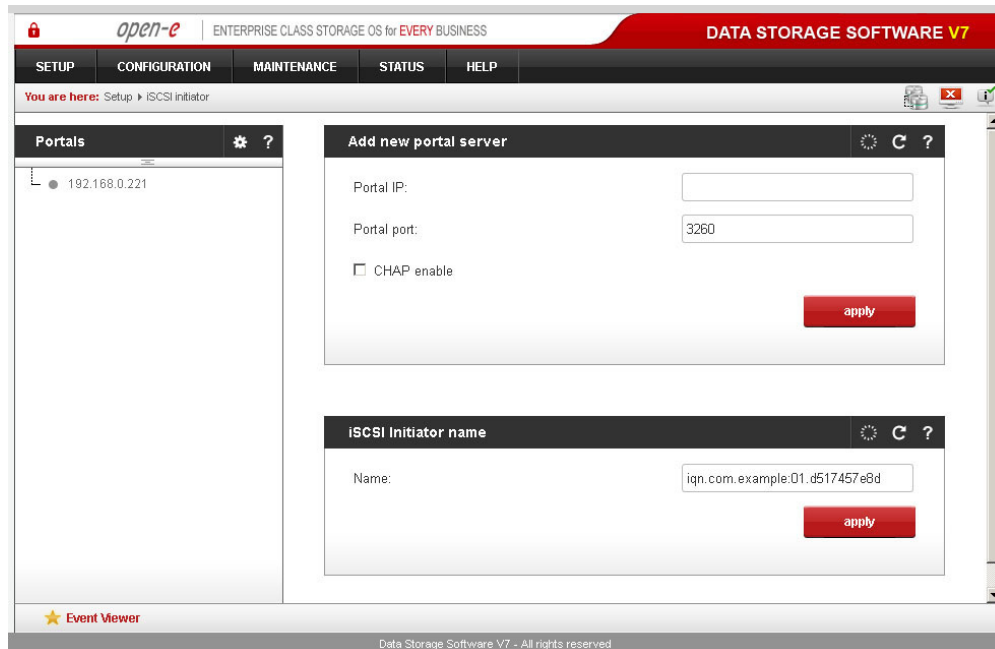 open-e ENTERPRISE CLASS STORAGE OS for EVERY BUSINESS DATA STORAGE SOFTWARE V7
SETUP CONFIGURATION MAINTENANCE STATUS HELP
You are here: Setup ▸ iSCSI initiator
Portals ?
192.168.0.221
Add new portal server ?
Portal IP:
Portal port: 3260
CHAP enable
apply
iSCSI Initiator name ?
Name: iqn.com.example:01.d517457e8d
apply
Event Viewer
Data Storage Software V7 - All rights reserved